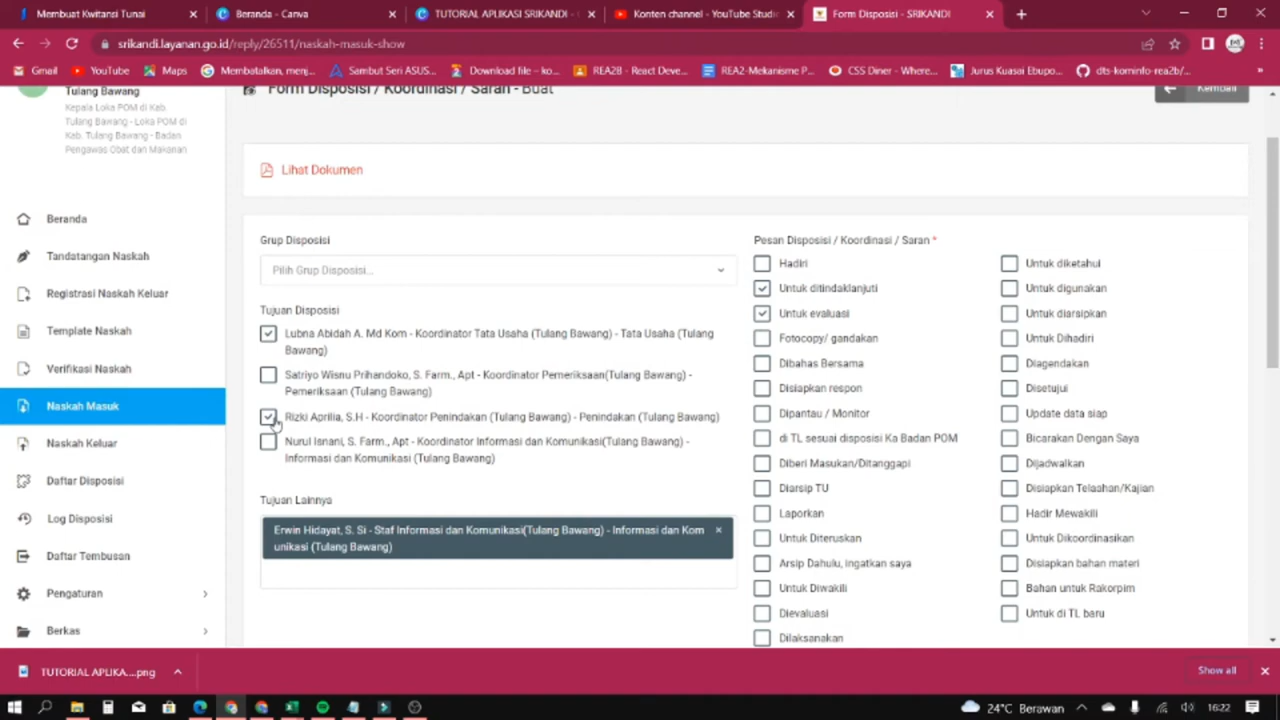 Membuat Kwitansi Tunai
Beranda - Canva
TUTORIAL APLIKASI SRIKANDI -
Konten channel - YouTube Studi
Form Disposisi - SRIKANDI
srikandi.layanan.go.id/reply/26511/naskah-masuk-show
Gmail
YouTube
Maps
Membatalkan, menj...
Sambut Seri ASUS...
Download file – ko...
REA2B - React Deve...
REA2-Mekanisme P...
CSS Diner - Where...
Jurus Kuasai Ebupo...
dts-kominfo-rea2b/...
Tulang Bawang
Kepala Loka POM di Kab.
Tulang Bawang - Loka POM di
Kab. Tulang Bawang - Badan
Pengawas Obat dan Makanan
Beranda
Tandatangan Naskah
Registrasi Naskah Keluar
Template Naskah
Verifikasi Naskah
Naskah Masuk
Naskah Keluar
Daftar Disposisi
Log Disposisi
Daftar Tembusan
Pengaturan
Berkas
Form Disposisi / Koordinasi / Saran - Buat
Kembali
Lihat Dokumen
Grup Disposisi
Pilih Grup Disposisi...
Tujuan Disposisi
Lubna Abidah A. Md Kom - Koordinator Tata Usaha (Tulang Bawang) - Tata Usaha (Tulang
Bawang)
Satriyo Wisnu Prihandoko, S. Farm., Apt - Koordinator Pemeriksaan(Tulang Bawang) -
Pemeriksaan (Tulang Bawang)
Rizki Aprilia, S.H - Koordinator Penindakan (Tulang Bawang) - Penindakan (Tulang Bawang)
Nurul Isnani, S. Farm., Apt - Koordinator Informasi dan Komunikasi(Tulang Bawang) -
Informasi dan Komunikasi (Tulang Bawang)
Tujuan Lainnya
Erwin Hidayat, S. Si - Staf Informasi dan Komunikasi(Tulang Bawang) - Informasi dan Kom
unikasi (Tulang Bawang)
Pesan Disposisi / Koordinasi / Saran *
Hadiri
Untuk ditindaklanjuti
Untuk evaluasi
Fotocopy/ gandakan
Dibahas Bersama
Disiapkan respon
Dipantau / Monitor
di TL sesuai disposisi Ka Badan POM
Diberi Masukan/Ditanggapi
Diarsip TU
Laporkan
Untuk Diteruskan
Arsip Dahulu, ingatkan saya
Untuk Diwakili
Dievaluasi
Dilaksanakan
Untuk diketahui
Untuk digunakan
Untuk diarsipkan
Untuk Dihadiri
Diagendakan
Disetujui
Update data siap
Bicarakan Dengan Saya
Dijadwalkan
Disiapkan Telaahan/Kajian
Hadir Mewakili
Untuk Dikoordinasikan
Disiapkan bahan materi
Bahan untuk Rakorpim
Untuk di TL baru
TUTORIAL APLIKA....png
Show all
24°C Berawan
16:22